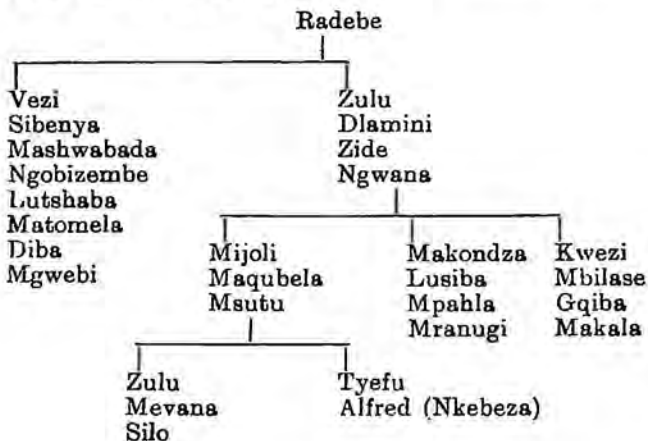 Radebe
Vezi
Sibenya
Mashwabada
Ngobizembe
Lutshaba
Matomela
Diba
Mgwebi
Zulu
Dlamini
Zide
Ngwana
Mijoli
Maqubela
Msutu
Makondza
Lusiba
Mpahla
Mranugi
Kwezi
Mbilase
Gqiba
Makala
Zulu
Mevana
Silo
Tyefu
Alfred (Nkebeza)